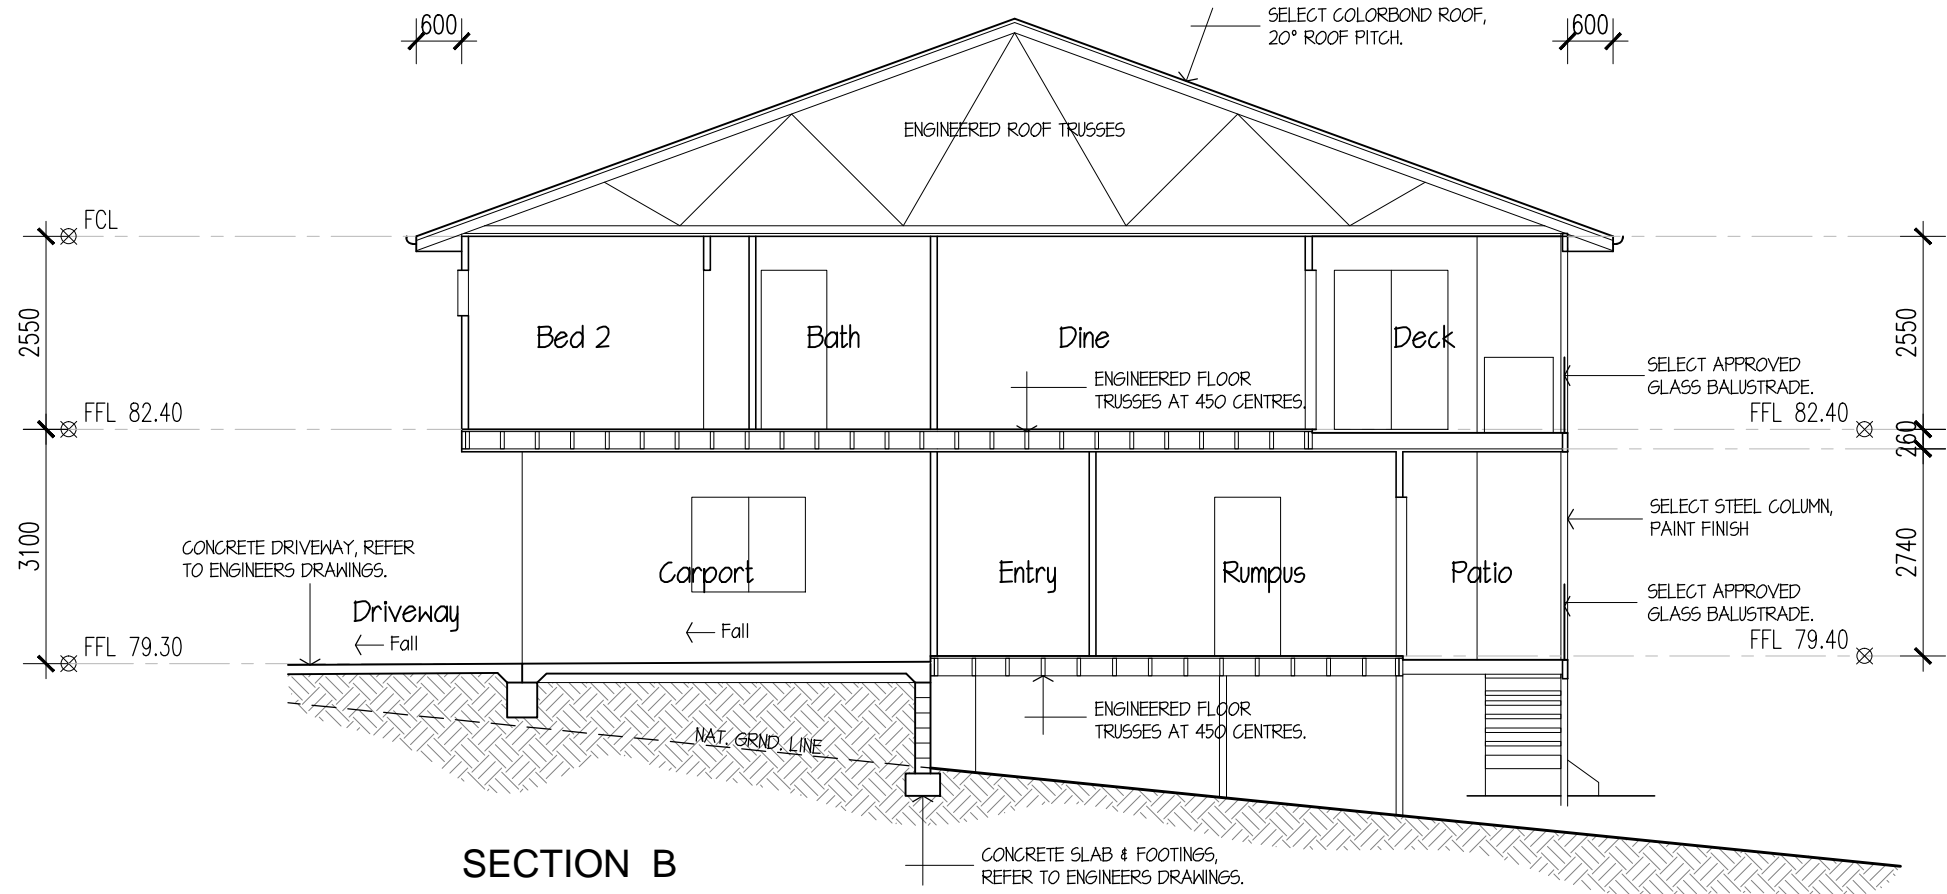 600
SELECT COLORBOND ROOF,
20° ROOF PITCH.
600
ENGINEERED ROOF TRUSSES
FCL
2550
Bed 2
Bath
Dine
Deck
2550
ENGINEERED FLOOR
TRUSSES AT 450 CENTRES.
SELECT APPROVED
GLASS BALUSTRADE.
FFL 82.40
FFL 82.40
260
3100
SELECT STEEL COLUMN,
PAINT FINISH
CONCRETE DRIVEWAY, REFER
TO ENGINEERS DRAWINGS.
Carport
Entry
Rumpus
Patio
2740
SELECT APPROVED
GLASS BALUSTRADE.
Driveway
Fall
Fall
FFL 79.30
FFL 79.40
NAT. GRND. LINE
ENGINEERED FLOOR
TRUSSES AT 450 CENTRES.
SECTION B
CONCRETE SLAB & FOOTINGS,
REFER TO ENGINEERS DRAWINGS.